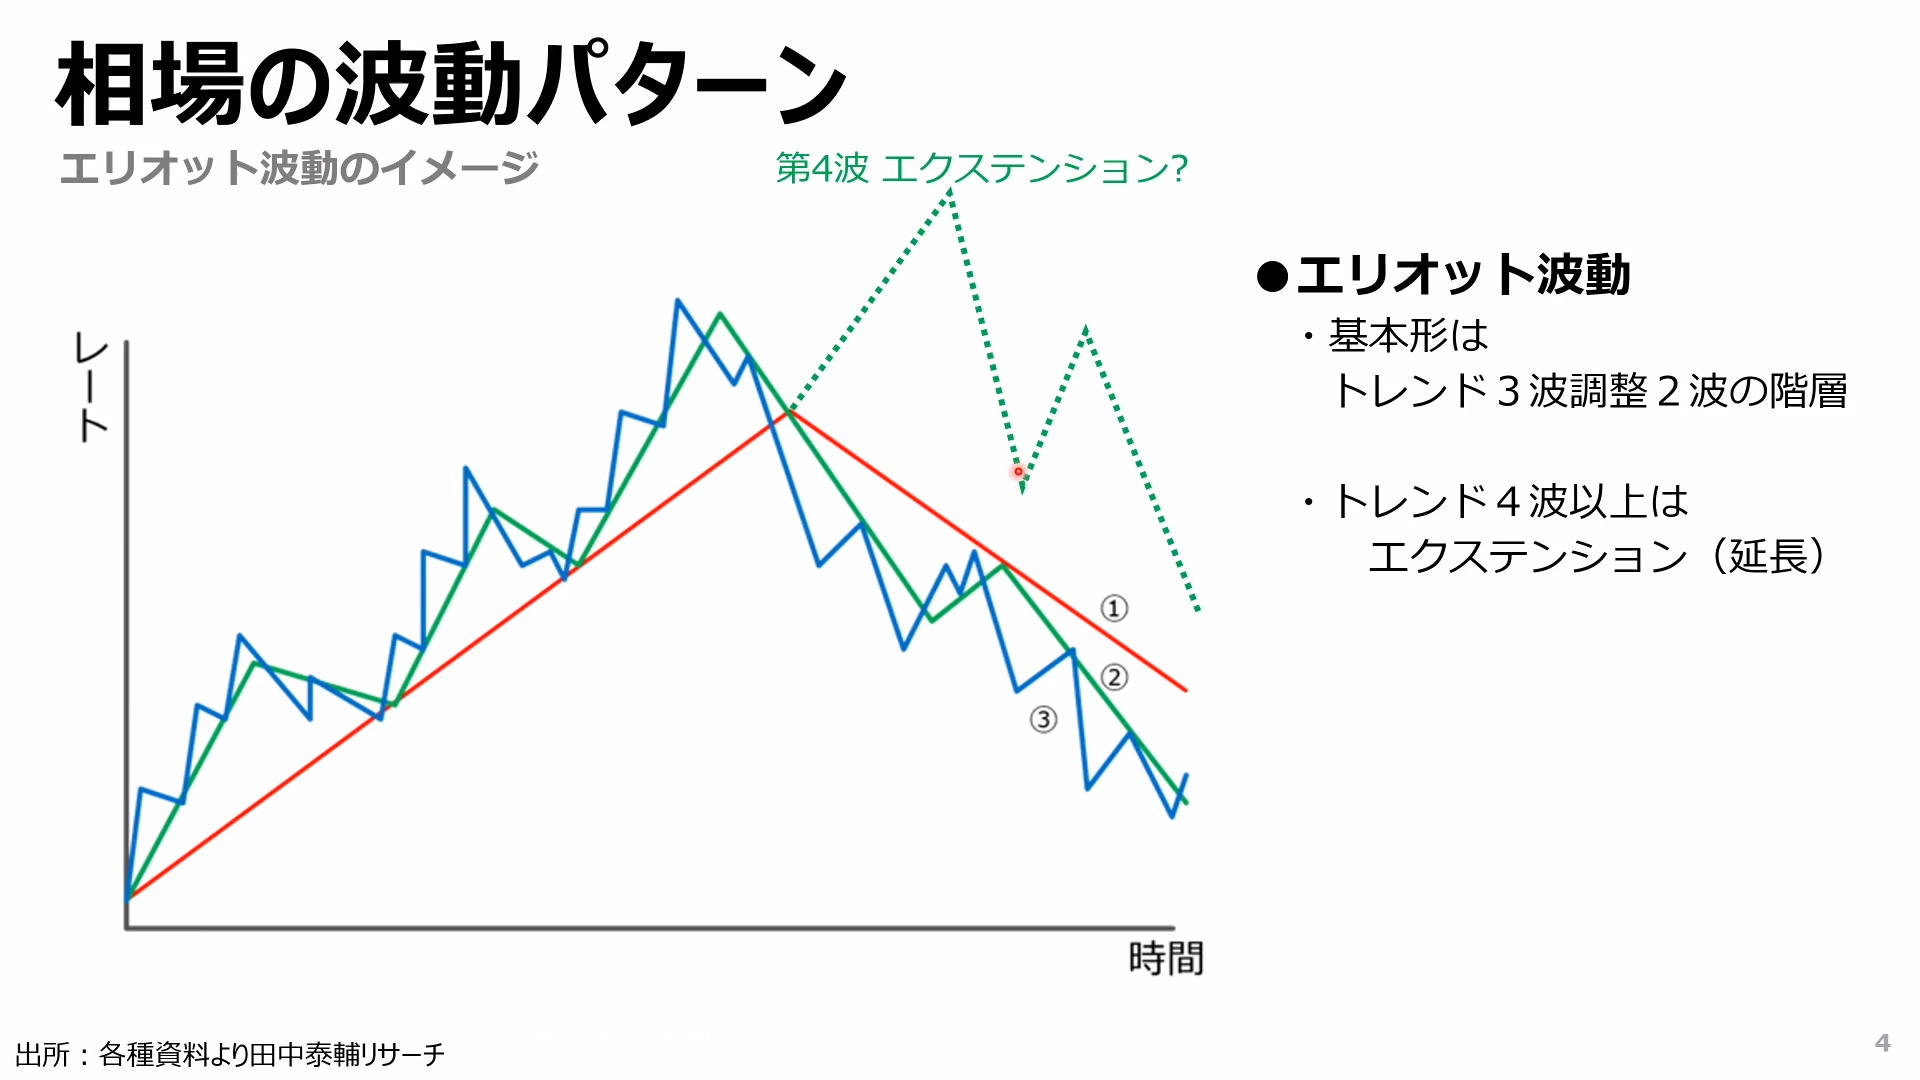 相場の波動パターン
エリオット波動のイメージ
第4波 エクステンション?
レート
●エリオット波動
・基本形は
トレンド３波調整２波の階層
・トレンド４波以上は
エクステンション（延長）
①
②
③
時間
出所：各種資料より田中泰輔リサーチ
4